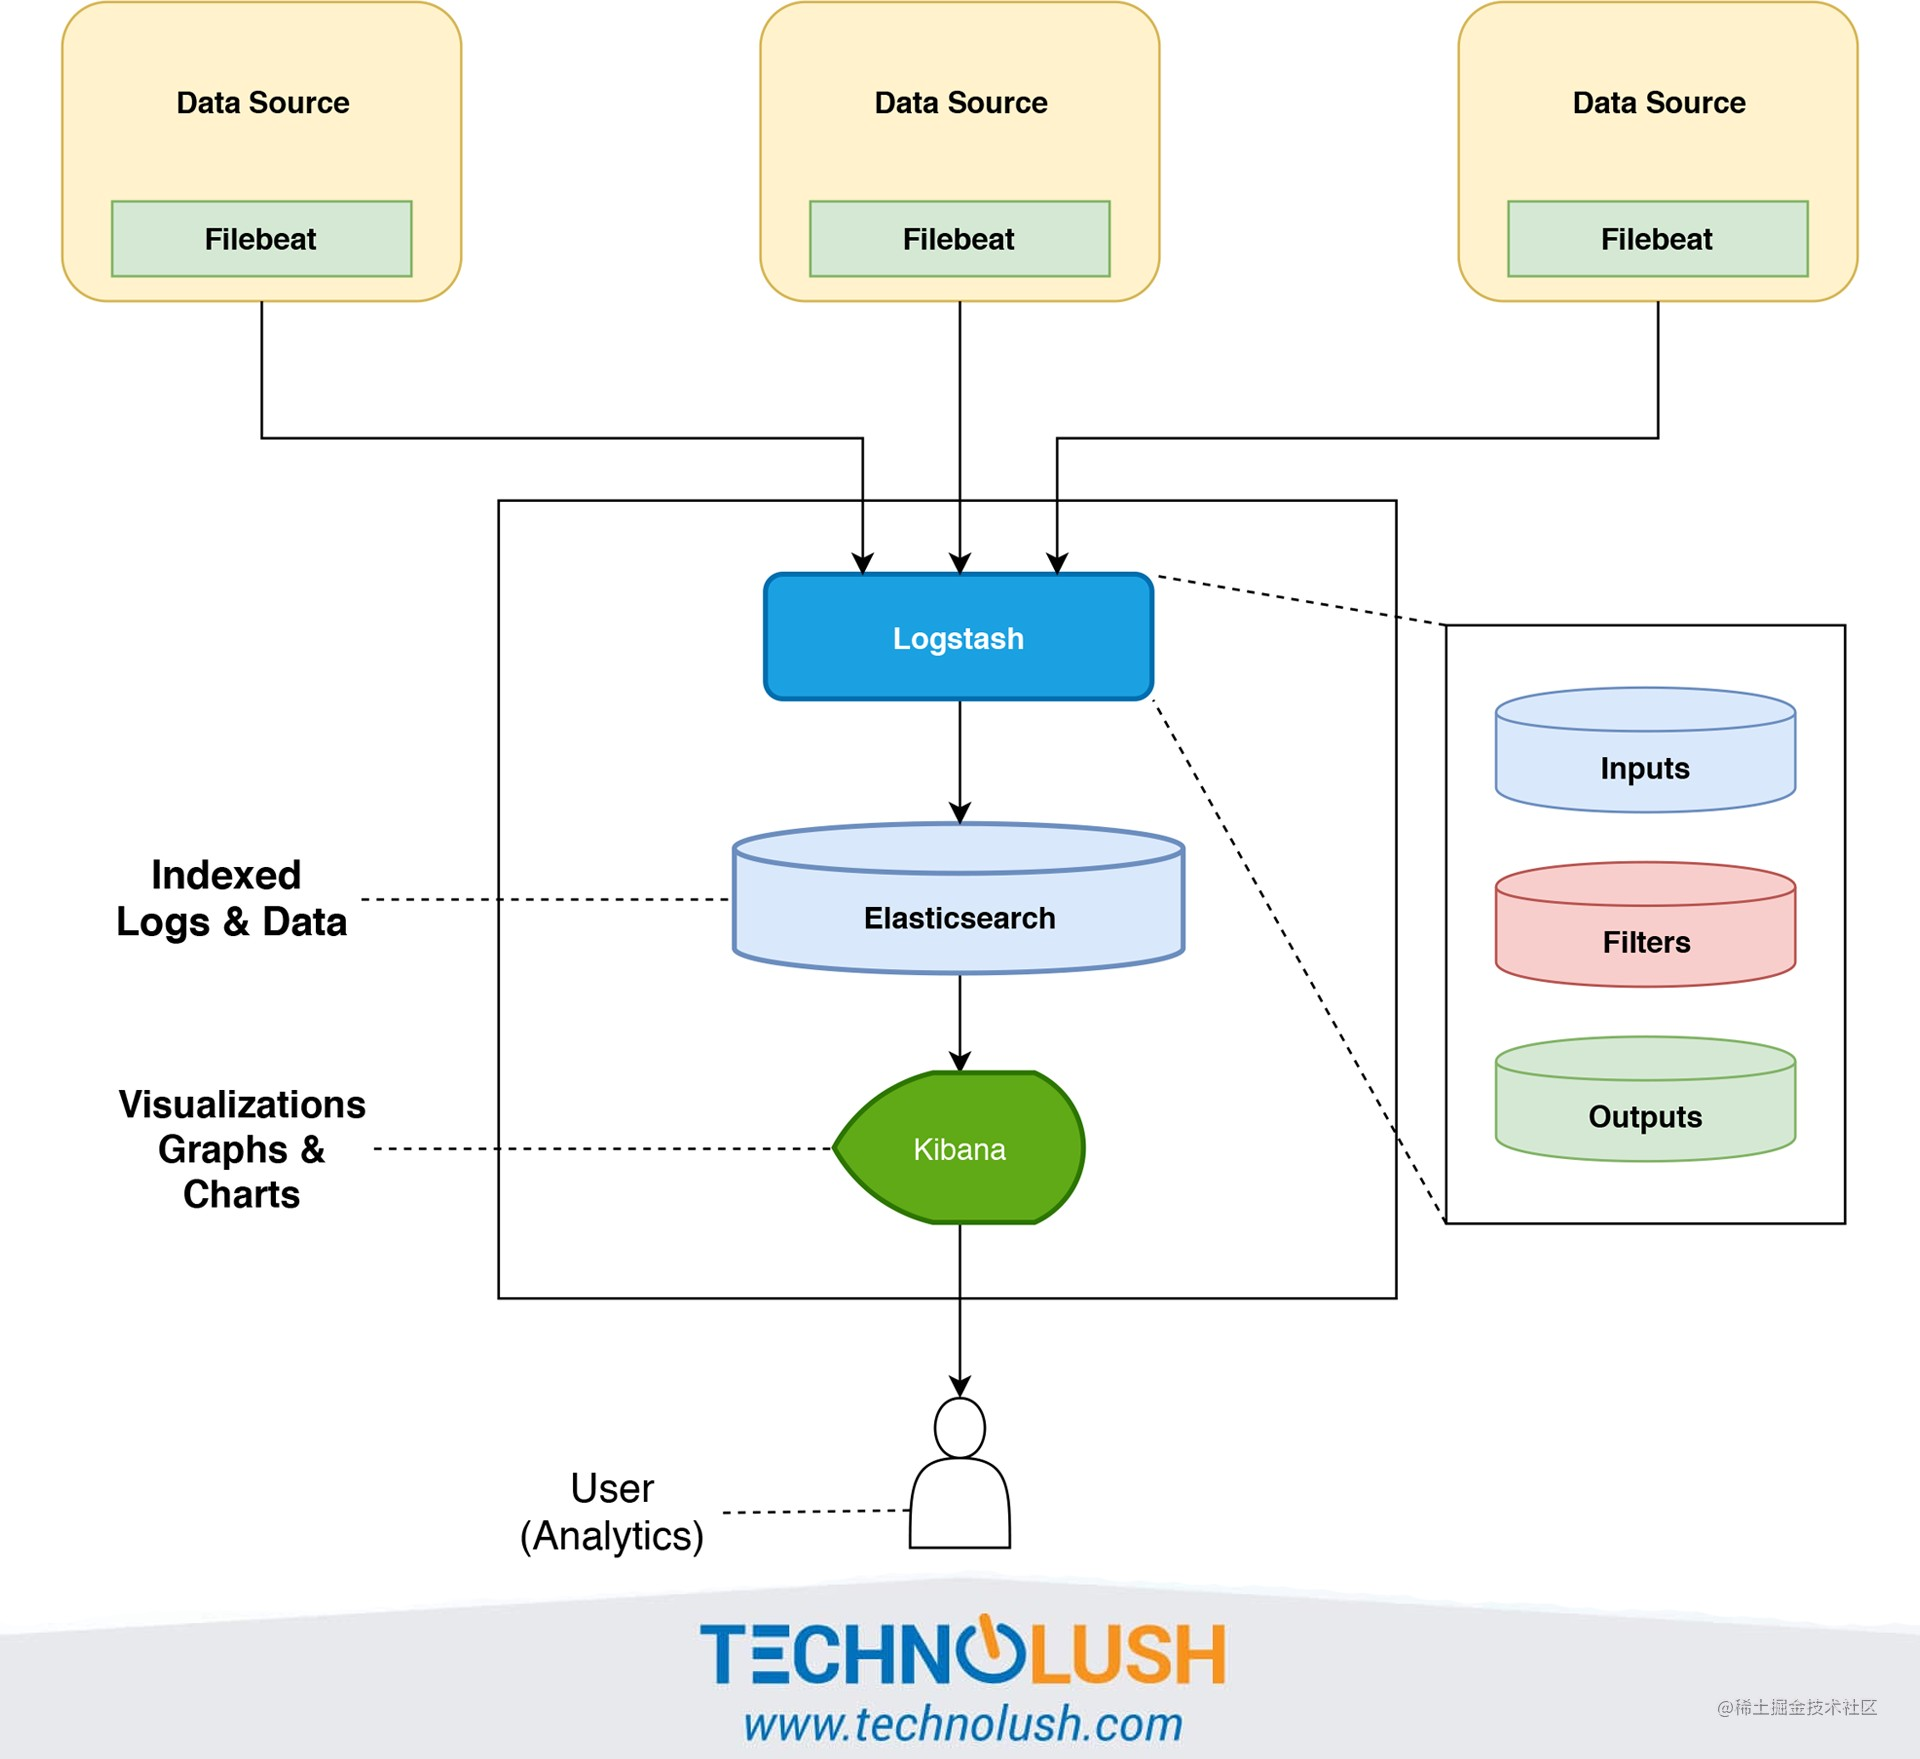 Data Source
Data Source
Data Source
Filebeat
Filebeat
Filebeat
Logstash
Inputs
Indexed
Logs & Data
Elasticsearch
Filters
Visualizations
Graphs &
Charts
Kibana
Outputs
User
(Analytics)
TECHNOLUSH
www.technolush.com
@稀土掘金技术社区